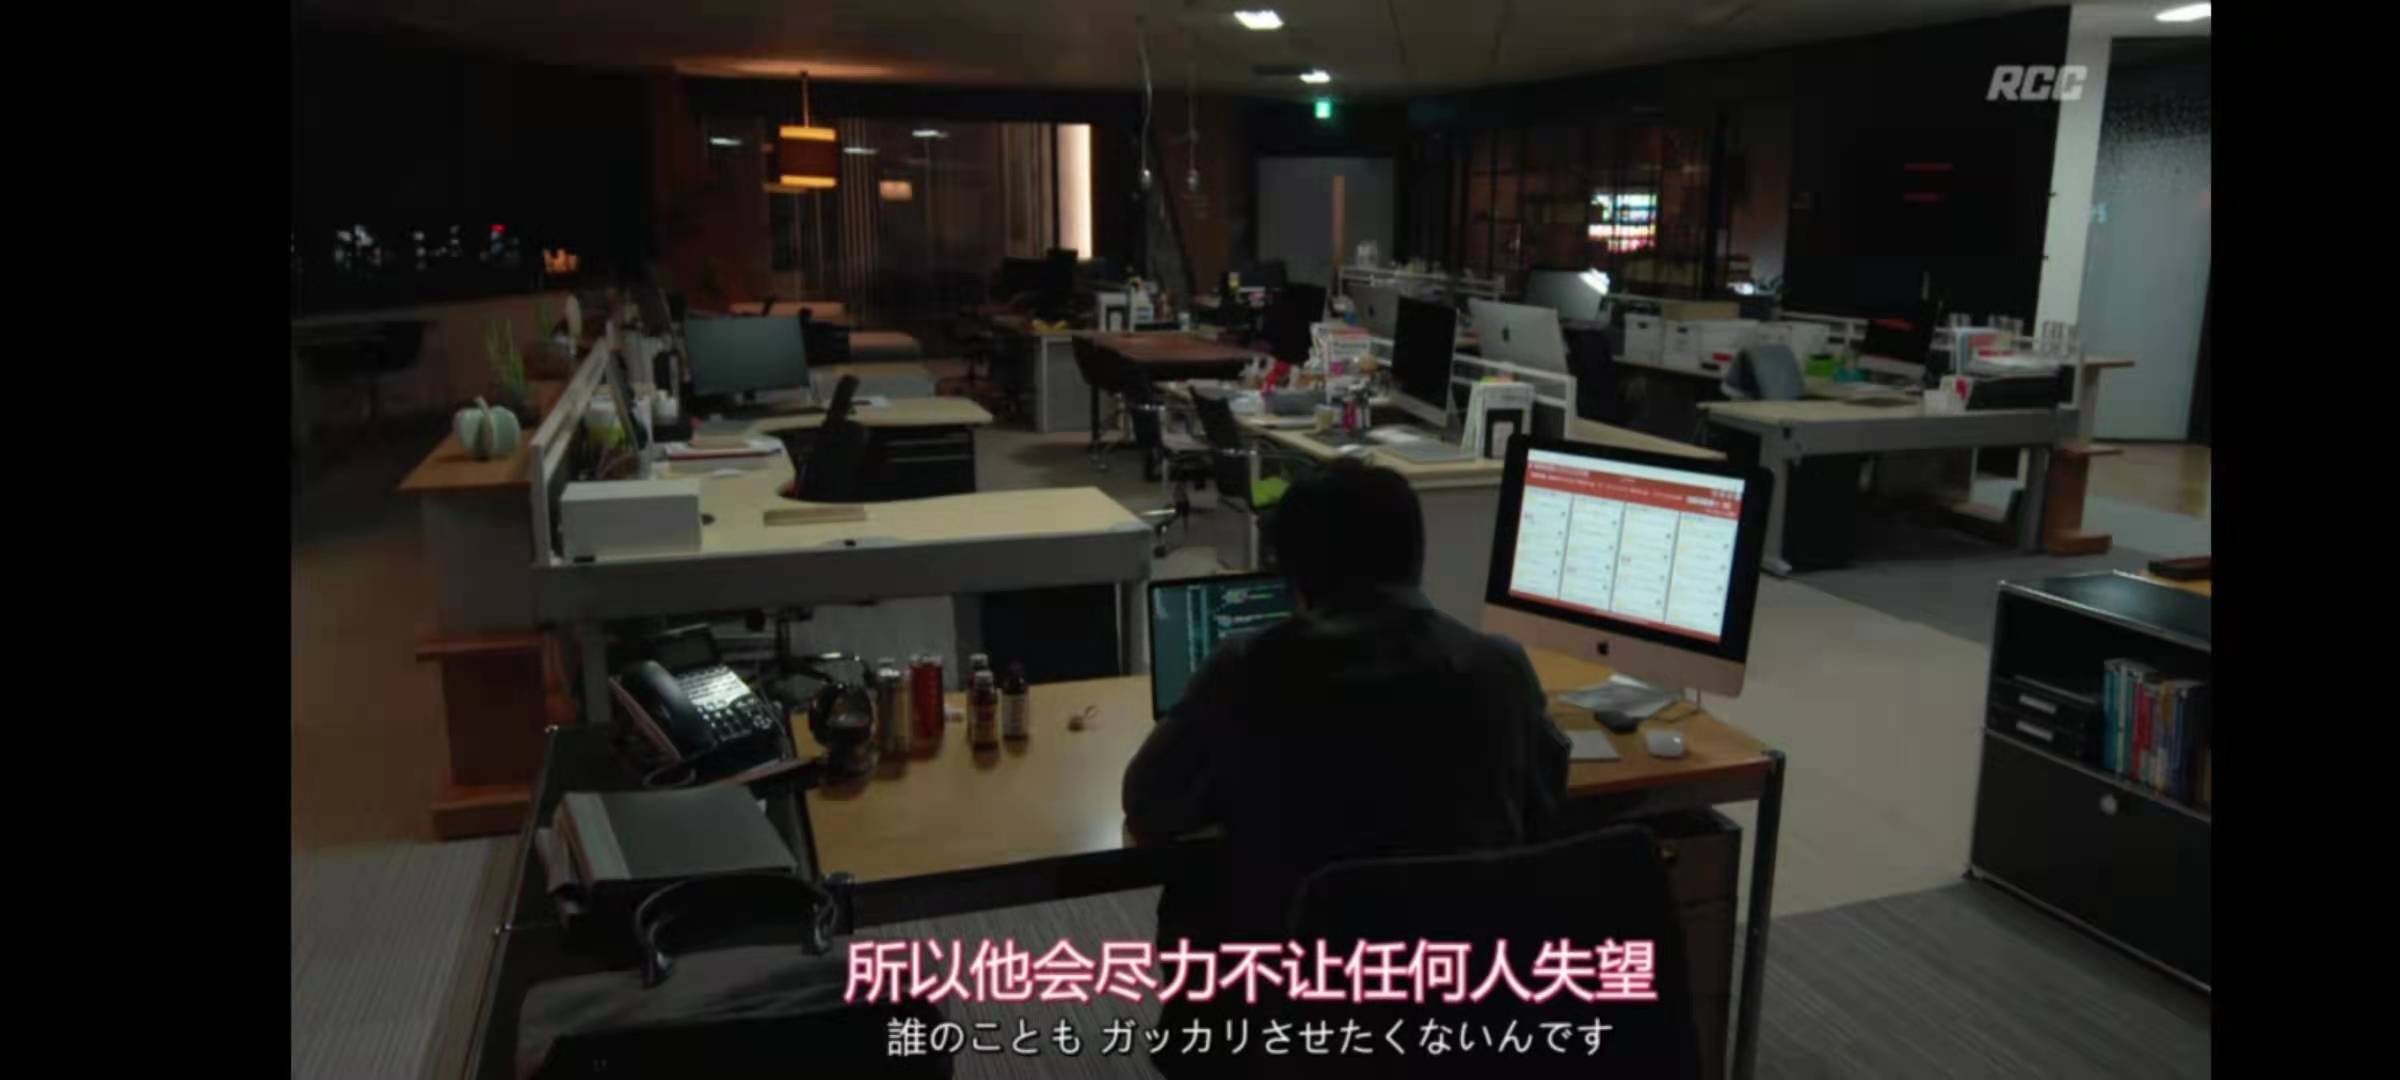 RCC
所以他会尽力不让任何人失望
誰のことも ガッカリさせたくないんです